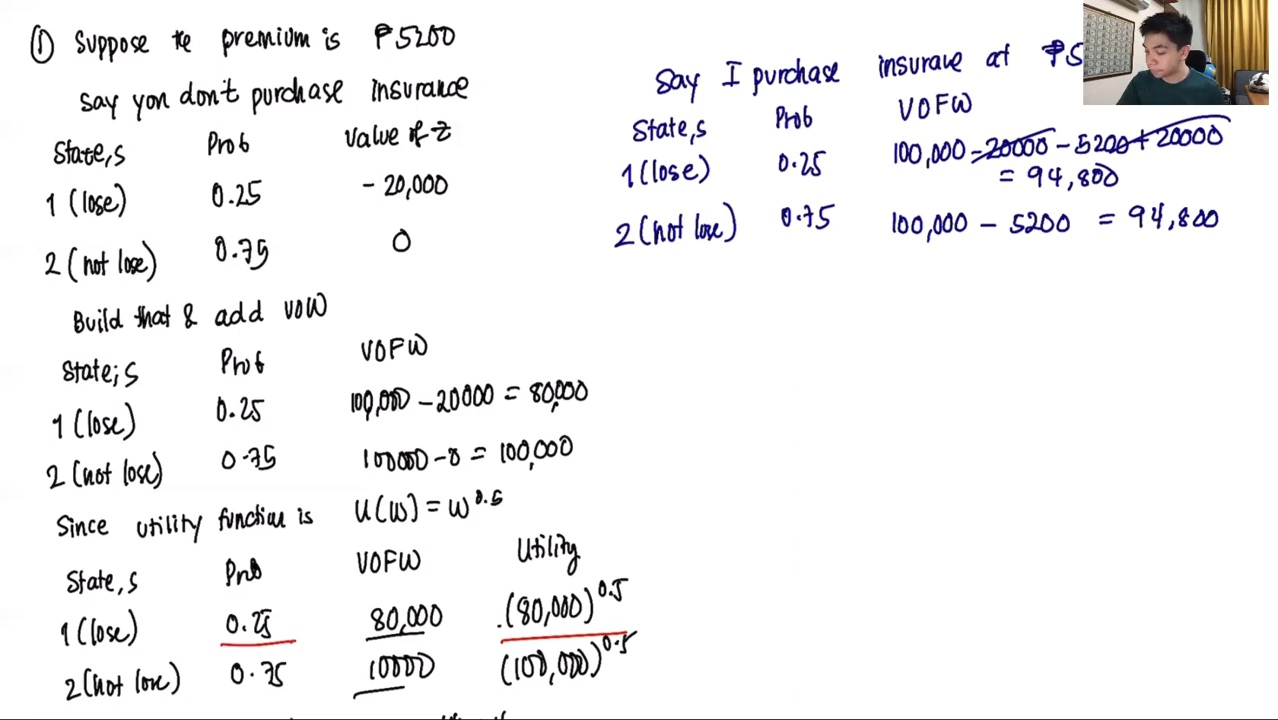 ① Suppose the premium is ₱5200
Say you don't purchase insurance
State,s Prob Value of z
1 (lose) 0.25 - 20,000
2 (not lose) 0.75 0
Build that & add VOW
State,s Prob VOFW
1 (lose) 0.25 100,000 - 20000 = 80,000
2 (not lose) 0.75 100000 - 0 = 100,000
Since utility function is U(W) = W^0.5
State,s Prob VOFW Utility
1 (lose) 0.25 80,000 (80,000)^0.5
2 (not lose) 0.75 10000 (100,000)^0.5
Say I purchase insurance at ₱5
State,s Prob VOFW
1 (lose) 0.25 100,000 - 20000 - 5200 + 20000
= 94,800
2 (not lose) 0.75 100,000 - 5200 = 94,800